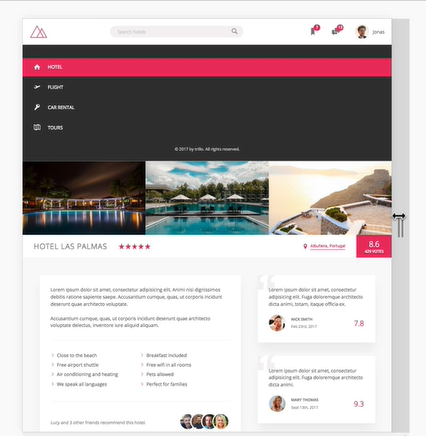 Search hotels
7
13
Jonas
HOTEL
FLIGHT
CAR RENTAL
TOURS
© 2017 by trillo. All rights reserved.
HOTEL LAS PALMAS
★★★★★
Albufeira, Portugal
8.6
429 VOTES
Lorem ipsum dolor sit amet, consectetur adipisicing elit. Animi nisi dignissimos
debitis ratione sapiente saepe. Accusantium cumque, quas, ut corporis incidunt
deserunt quae architecto voluptate.
Accusantium cumque, quas, ut corporis incidunt deserunt quae architecto
voluptate delectus, inventore iure aliquid aliquam.
Close to the beach
Breakfast included
Free airport shuttle
Free wifi in all rooms
Air conditioning and heating
Pets allowed
We speak all languages
Perfect for families
Lucy and 3 other friends recommend this hotel.
Lorem ipsum dolor sit amet, consectetur
adipisicing elit. Fuga doloremque architecto
dicta animi, totam, itaque officia ex.
NICK SMITH
Feb 23rd, 2017
7.8
Lorem ipsum dolor sit amet, consectetur
adipisicing elit. Fuga doloremque architecto
dicta animi.
MARY THOMAS
Sept 13th, 2017
9.3